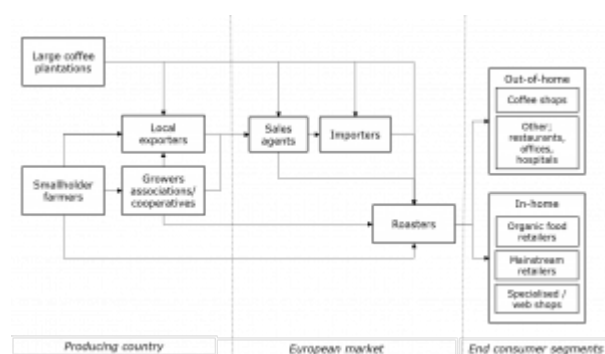 Large coffee
plantations
Out-of-home
Coffee shops
Other;
restaurants,
offices,
hospitals
Local
exporters
Sales
agents
Importers
Smallholder
farmers
Growers
associations/
cooperatives
Roasters
In-home
Organic food
retailers
Mainstream
retailers
Specialised /
web shops
Producing country
European market
End consumer segments